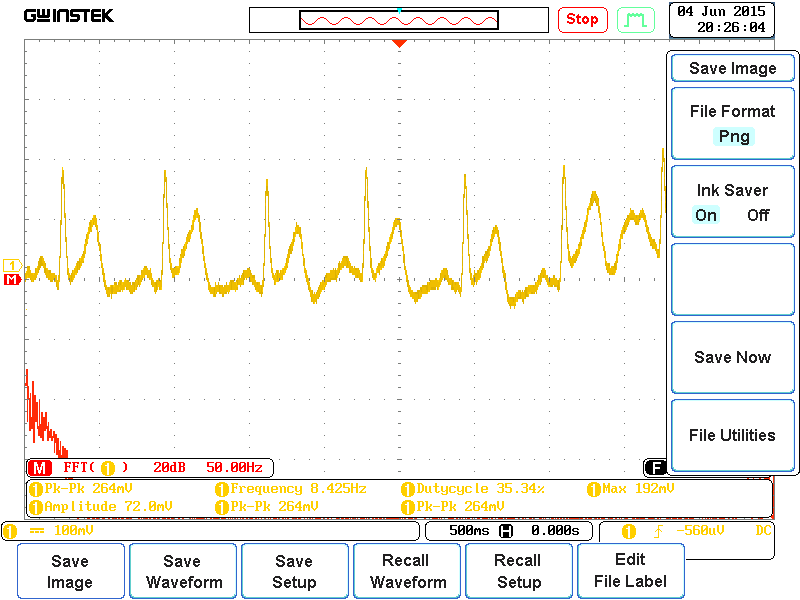 GWINSTEK
Stop
04 Jun 2015
20:26:04
Save Image
File Format
Png
Ink Saver
On Off
1
M
Save Now
File Utilities
M FFT( 1 ) 20dB 50.00Hz
F
1 Pk-Pk 264mV 1 Frequency 8.425Hz 1 Dutycycle 35.34% 1 Max 192mV
1 Amplitude 72.0mV 1 Pk-Pk 264mV 1 Pk-Pk 264mV
1 100mV 500ms H 0.000s 1 -560uV DC
Save
Image
Save
Waveform
Save
Setup
Recall
Waveform
Recall
Setup
Edit
File Label